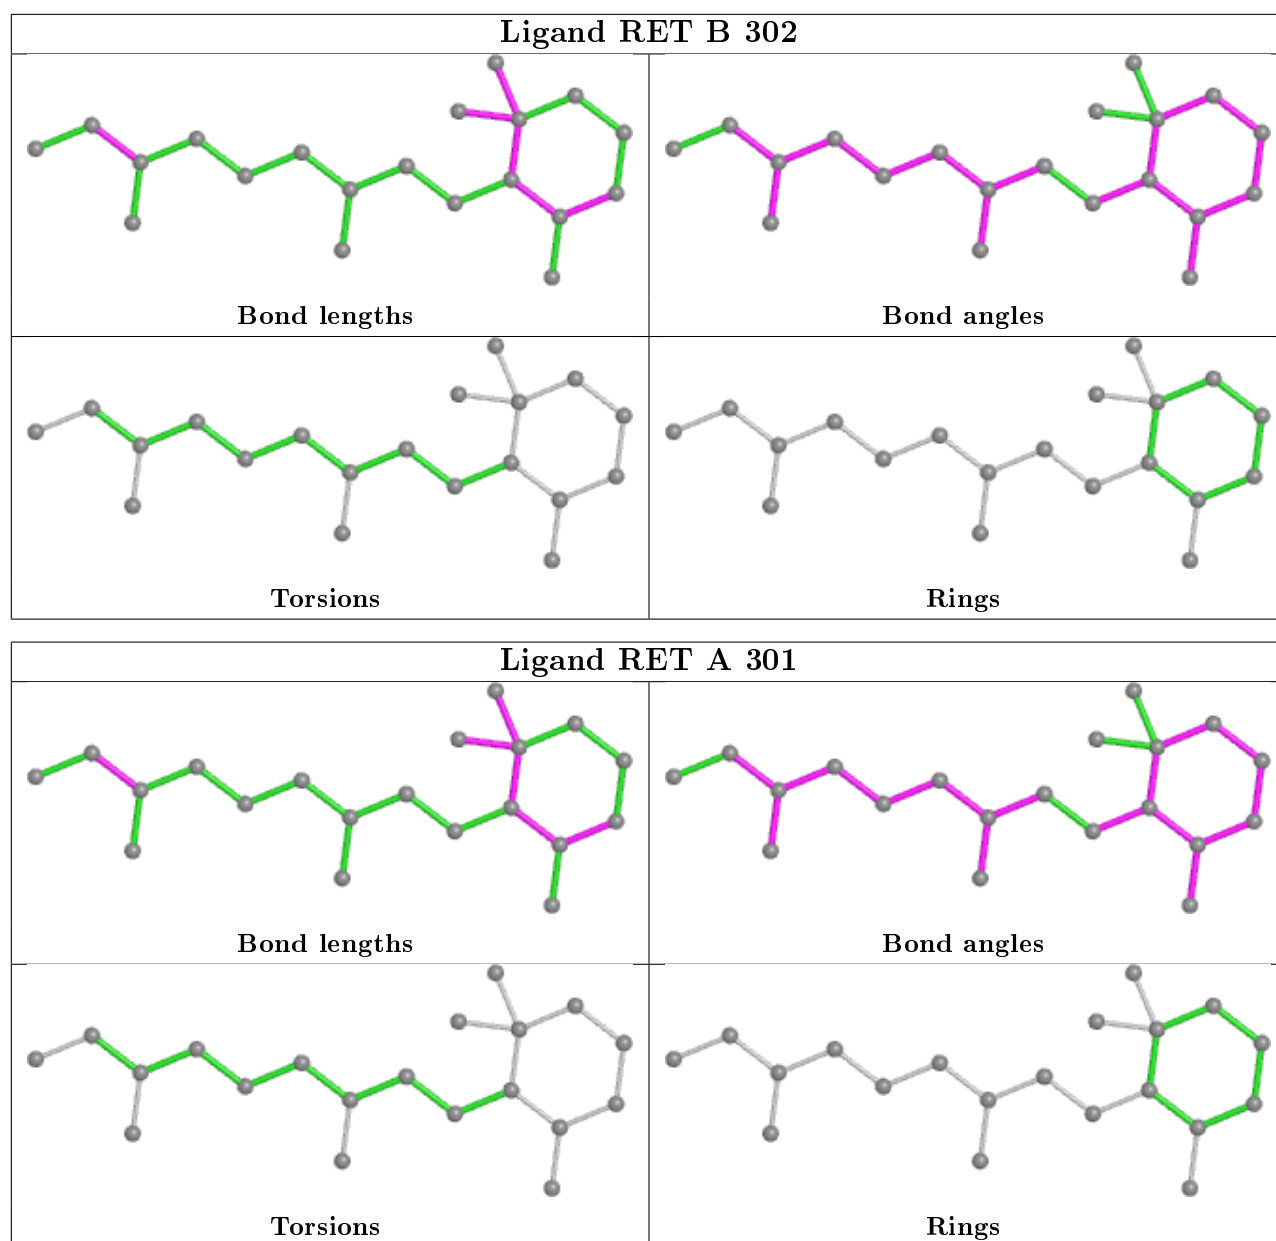 Ligand RET B 302
Bond lengths
Bond angles
Torsions
Rings
Ligand RET A 301
Bond lengths
Bond angles
Torsions
Rings